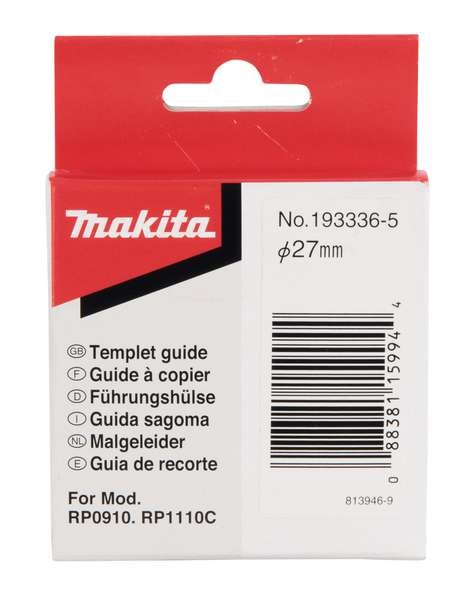 makita
No.193336-5
ϕ27mm
GB Templet guide
F Guide à copier
D Führungshülse
I Guida sagoma
NL Malgeleider
E Guia de recorte
For Mod.
RP0910. RP1110C
0 88381 15994 4
813946-9